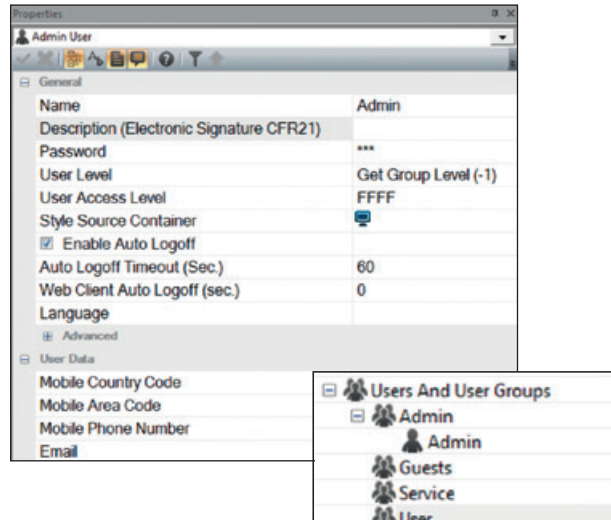 Properties
Admin User
General
Name Admin
Description (Electronic Signature CFR21)
Password ***
User Level Get Group Level (-1)
User Access Level FFFF
Style Source Container
Enable Auto Logoff
Auto Logoff Timeout (Sec.) 60
Web Client Auto Logoff (sec.) 0
Language
Advanced
User Data
Mobile Country Code
Mobile Area Code
Mobile Phone Number
Email
Users And User Groups
Admin
Admin
Guests
Service
User